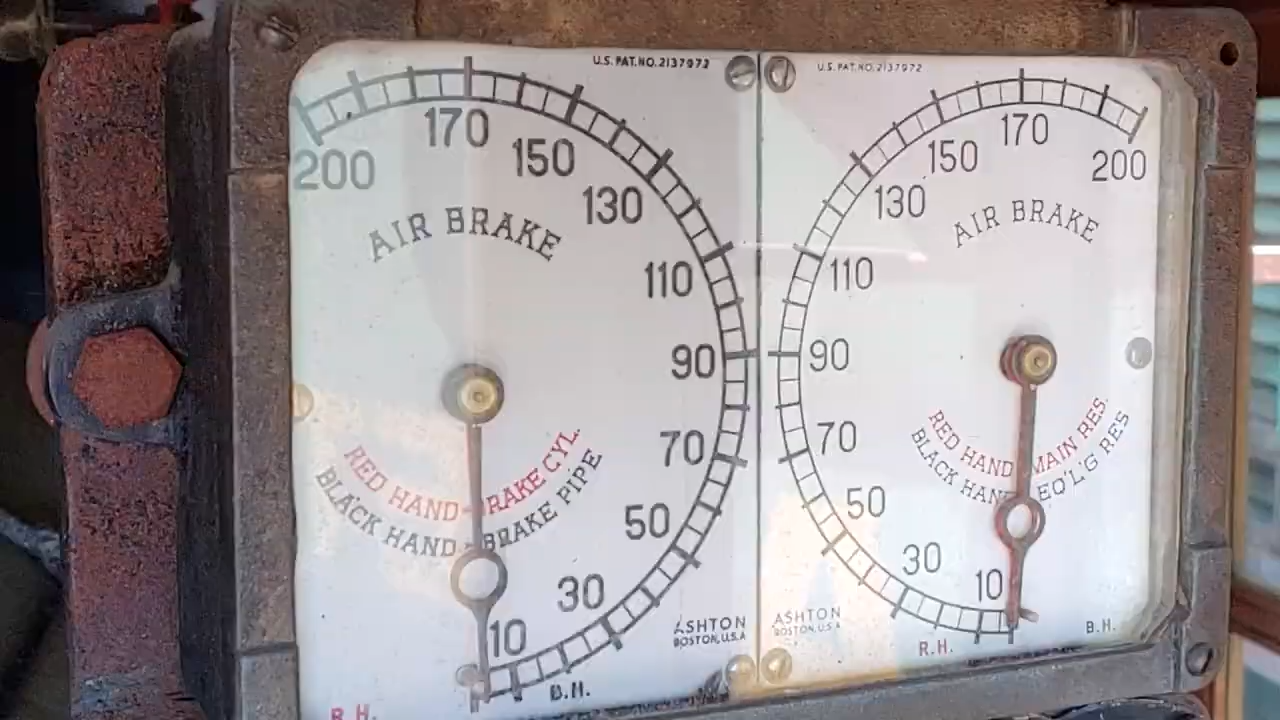 U.S. PAT. NO. 2137972
200 170 150 130 110 90 70 50 30 10
AIR BRAKE
RED HAND-BRAKE CYL.
BLACK HAND-BRAKE PIPE
ASHTON
BOSTON, U.S.A
R.H.
B.H.
U.S. PAT. NO. 2137972
200 170 150 130 110 90 70 50 30 10
AIR BRAKE
RED HAND MAIN RES.
BLACK HAND EQ'L'G RES
ASHTON
BOSTON, U.S.A
R.H.
B.H.